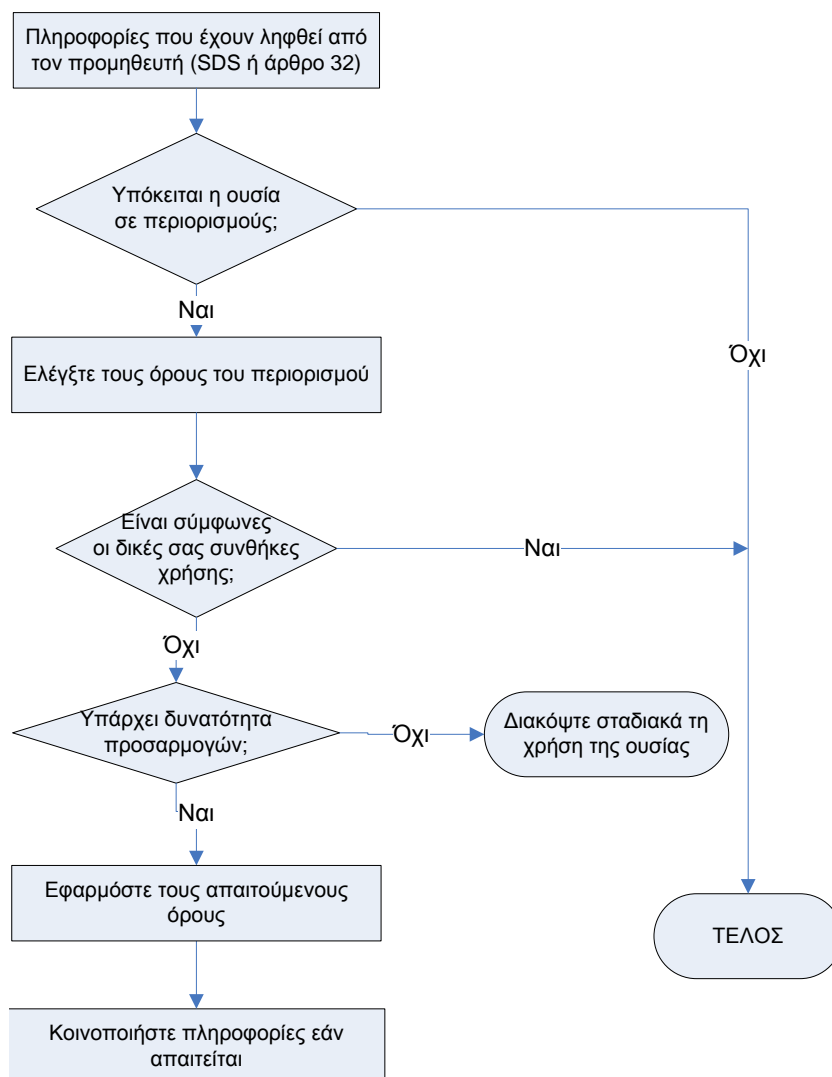 Πληροφορίες που έχουν ληφθεί από
τον προμηθευτή (SDS ή άρθρο 32)
Υπόκειται η ουσία
σε περιορισμούς;
Ναι
Όχι
Ελέγξτε τους όρους του περιορισμού
Είναι σύμφωνες
οι δικές σας συνθήκες
χρήσης;
Ναι
Όχι
Υπάρχει δυνατότητα
προσαρμογών;
Όχι
Διακόψτε σταδιακά τη
χρήση της ουσίας
Ναι
Εφαρμόστε τους απαιτούμενους
όρους
ΤΕΛΟΣ
Κοινοποιήστε πληροφορίες εάν
απαιτείται